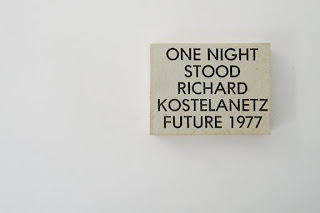 ONE NIGHT
STOOD
RICHARD
KOSTELANETZ
FUTURE 1977